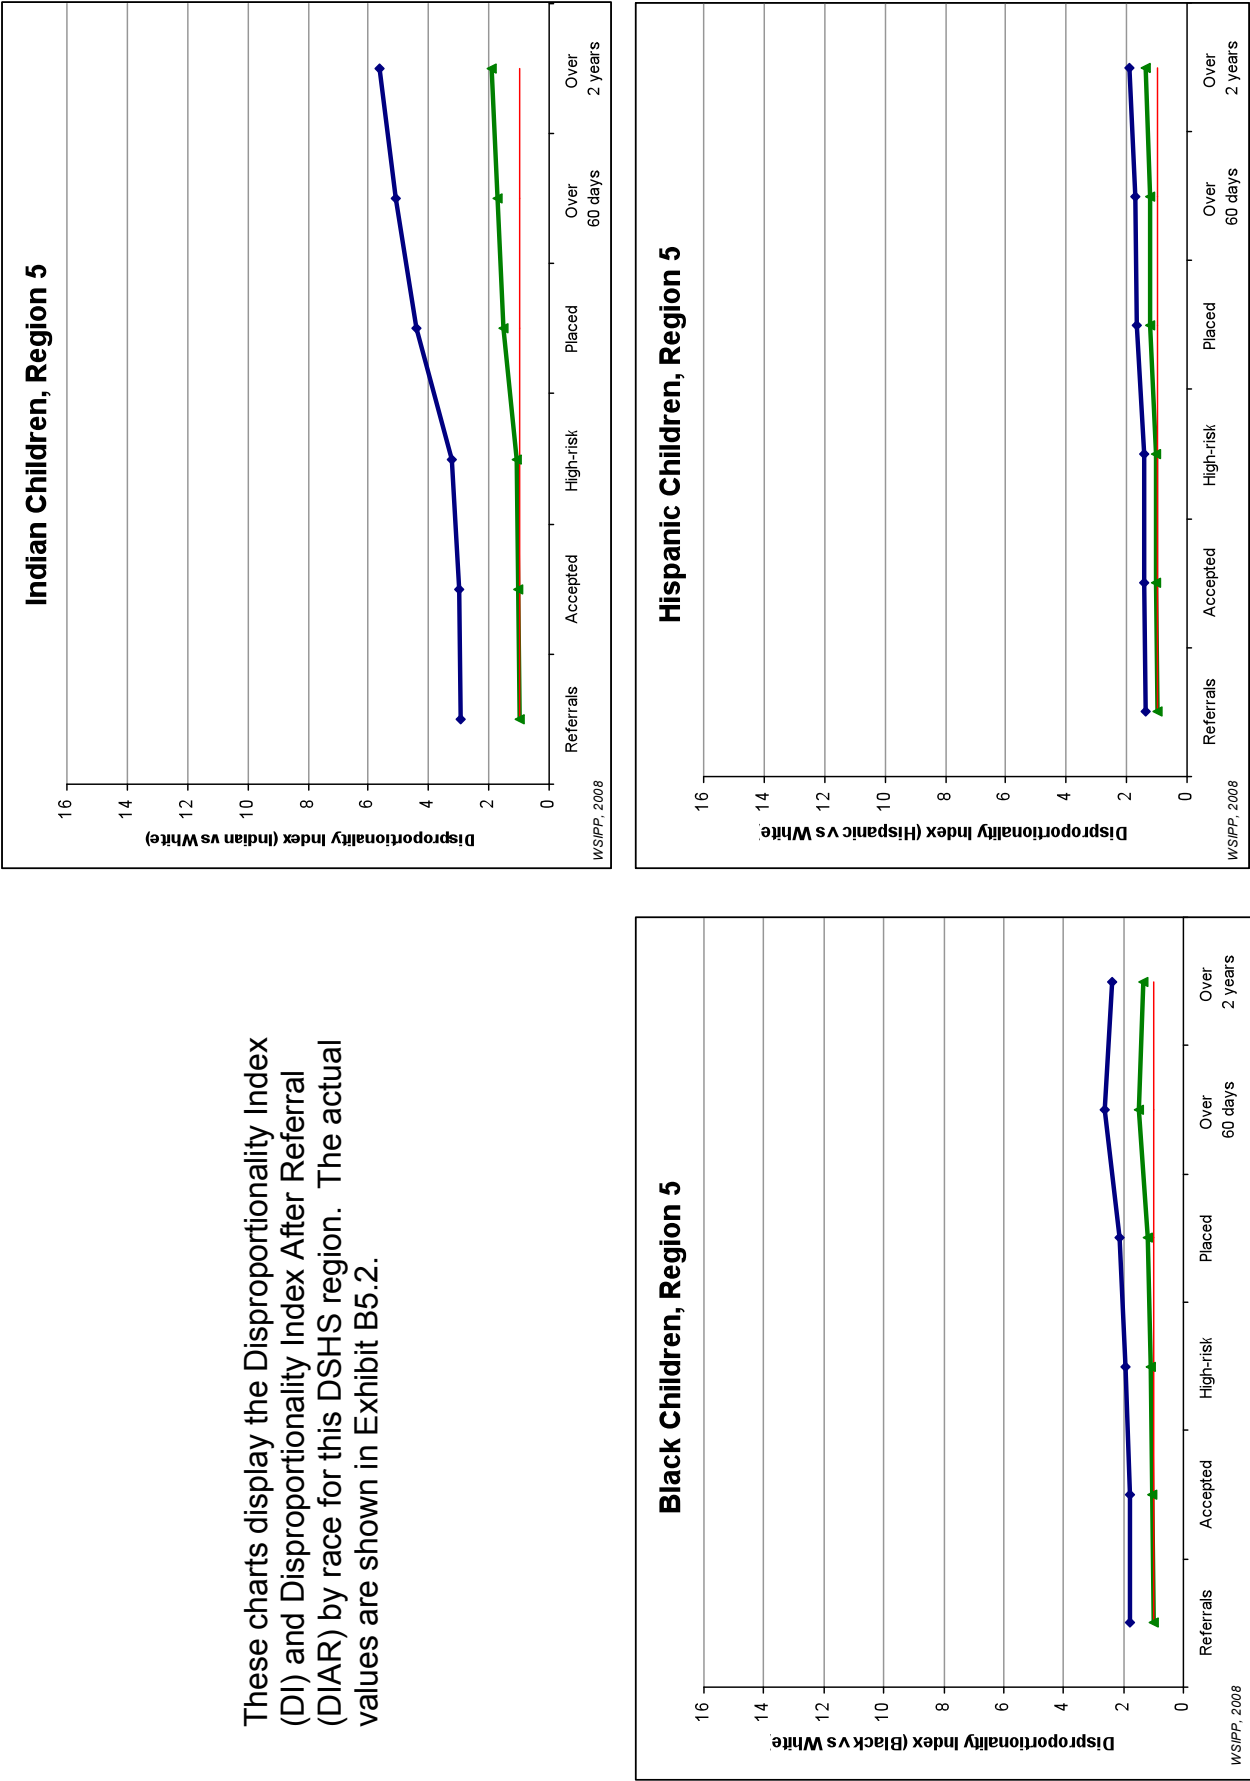 These charts display the Disproportionality Index
(DI) and Disproportionality Index After Referral
(DIAR) by race for this DSHS region. The actual
values are shown in Exhibit B5.2.
Indian Children, Region 5
Disproportionality Index (Indian vs White)
16
14
12
10
8
6
4
2
0
Referrals
Accepted
High-risk
Placed
Over
60 days
Over
2 years
WSIPP, 2008
Black Children, Region 5
Disproportionality Index (Black vs White)
16
14
12
10
8
6
4
2
0
Referrals
Accepted
High-risk
Placed
Over
60 days
Over
2 years
WSIPP, 2008
Hispanic Children, Region 5
Disproportionality Index (Hispanic vs White)
16
14
12
10
8
6
4
2
0
Referrals
Accepted
High-risk
Placed
Over
60 days
Over
2 years
WSIPP, 2008